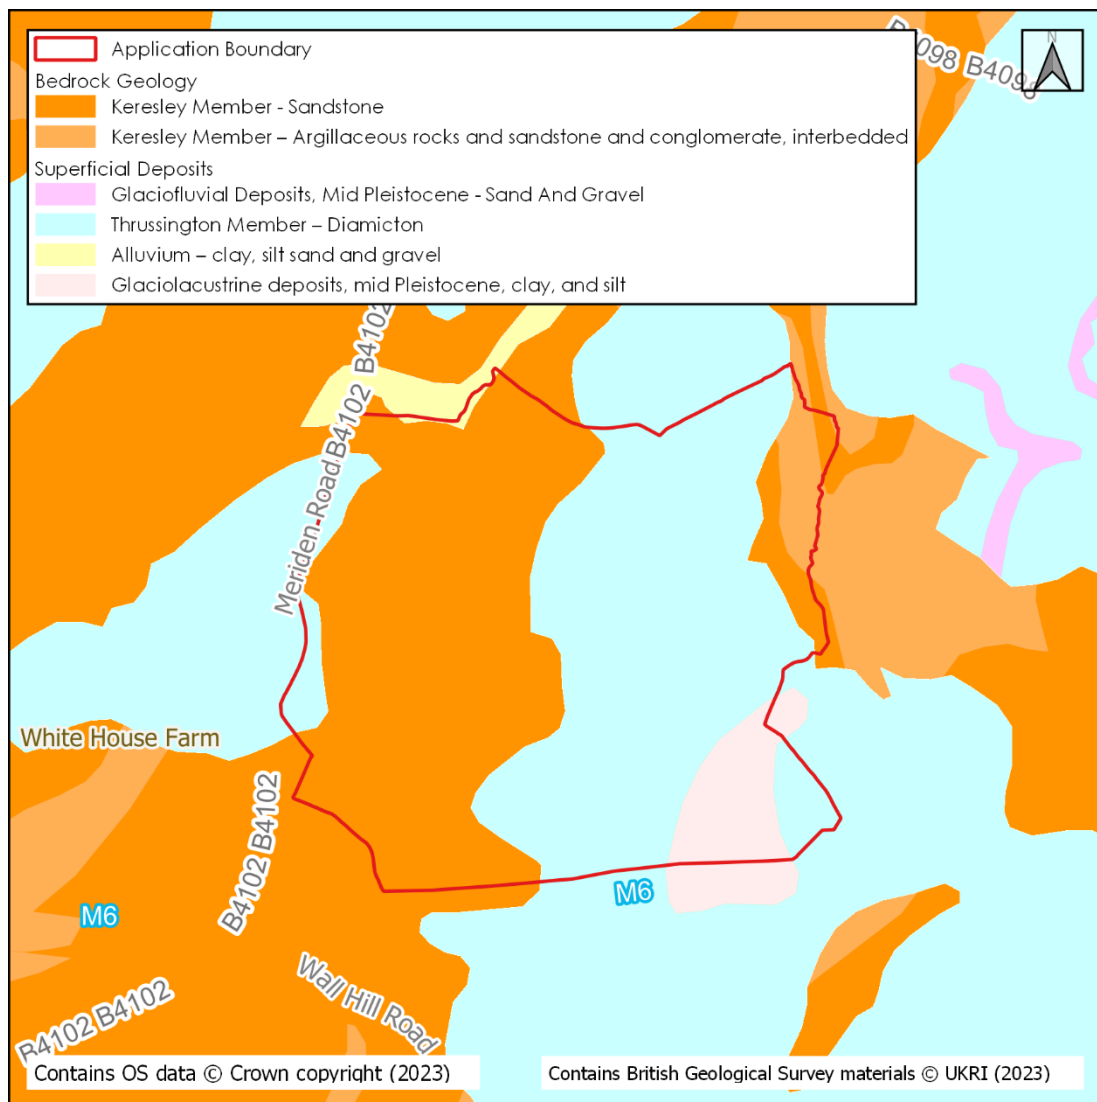 Application Boundary
Bedrock Geology
Keresley Member - Sandstone
Keresley Member – Argillaceous rocks and sandstone and conglomerate, interbedded
Superficial Deposits
Glaciofluvial Deposits, Mid Pleistocene - Sand And Gravel
Thrussington Member – Diamicton
Alluvium – clay, silt sand and gravel
Glaciolacustrine deposits, mid Pleistocene, clay, and silt
N
B4098 B4098
B4102
Meriden Road B4102
White House Farm
B4102 B4102
M6
M6
Wall Hill Road
B4102 B4102
Contains OS data © Crown copyright (2023)
Contains British Geological Survey materials © UKRI (2023)